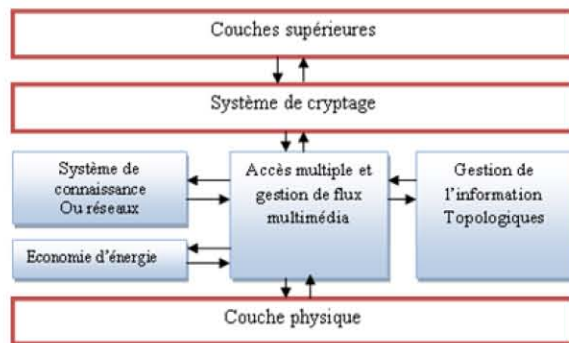 Couches supérieures
Système de cryptage
Système de
connaissance
Ou réseaux
Accès multiple et
gestion de flux
multimédia
Gestion de
l'information
Topologiques
Economie d'énergie
Couche physique